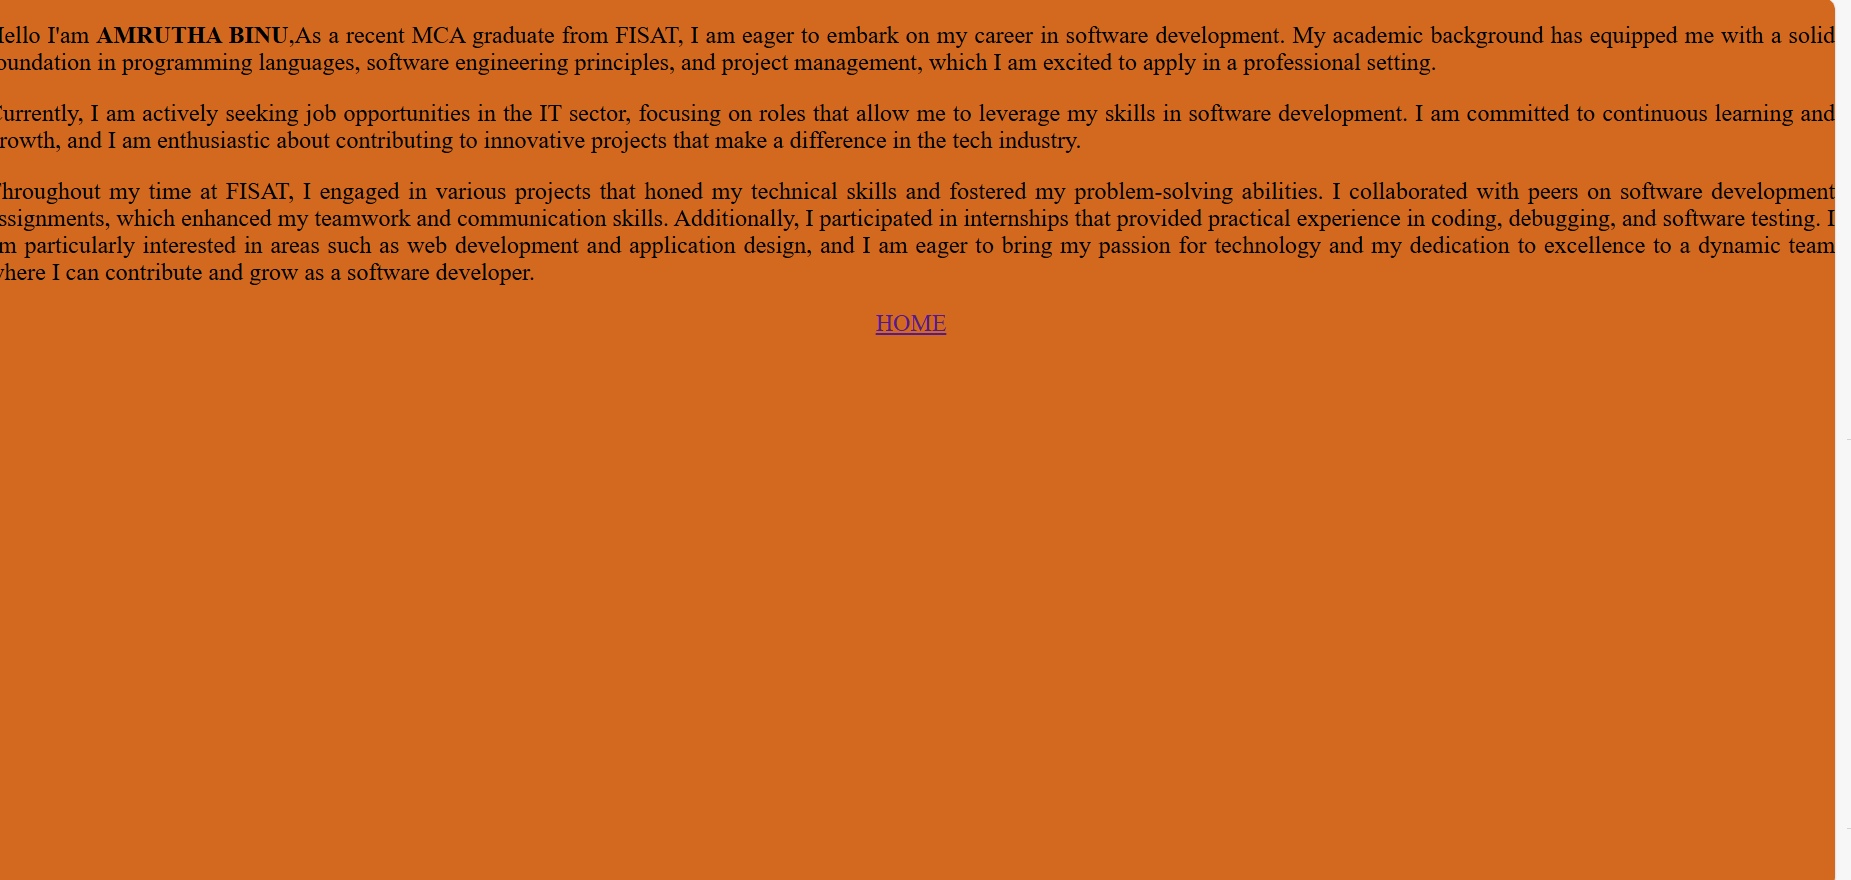 Hello I'am AMRUTHA BINU,As a recent MCA graduate from FISAT, I am eager to embark on my career in software development. My academic background has equipped me with a solid
foundation in programming languages, software engineering principles, and project management, which I am excited to apply in a professional setting.
Currently, I am actively seeking job opportunities in the IT sector, focusing on roles that allow me to leverage my skills in software development. I am committed to continuous learning and
growth, and I am enthusiastic about contributing to innovative projects that make a difference in the tech industry.
Throughout my time at FISAT, I engaged in various projects that honed my technical skills and fostered my problem-solving abilities. I collaborated with peers on software development
assignments, which enhanced my teamwork and communication skills. Additionally, I participated in internships that provided practical experience in coding, debugging, and software testing. I
am particularly interested in areas such as web development and application design, and I am eager to bring my passion for technology and my dedication to excellence to a dynamic team
where I can contribute and grow as a software developer.
HOME